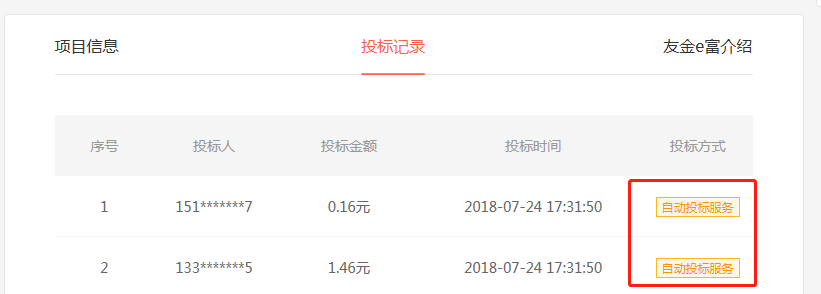 项目信息 投标记录 友金e富介绍
序号 投标人 投标金额 投标时间 投标方式
1 151*******7 0.16元 2018-07-24 17:31:50 自动投标服务
2 133*******5 1.46元 2018-07-24 17:31:50 自动投标服务